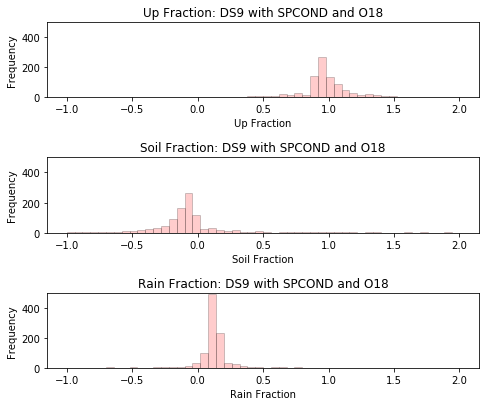 Up Fraction: DS9 with SPCOND and O18
400
200
0
Frequency
−1.0 −0.5 0.0 0.5 1.0 1.5 2.0
Up Fraction
Soil Fraction: DS9 with SPCOND and O18
400
200
0
Frequency
−1.0 −0.5 0.0 0.5 1.0 1.5 2.0
Soil Fraction
Rain Fraction: DS9 with SPCOND and O18
400
200
0
Frequency
−1.0 −0.5 0.0 0.5 1.0 1.5 2.0
Rain Fraction